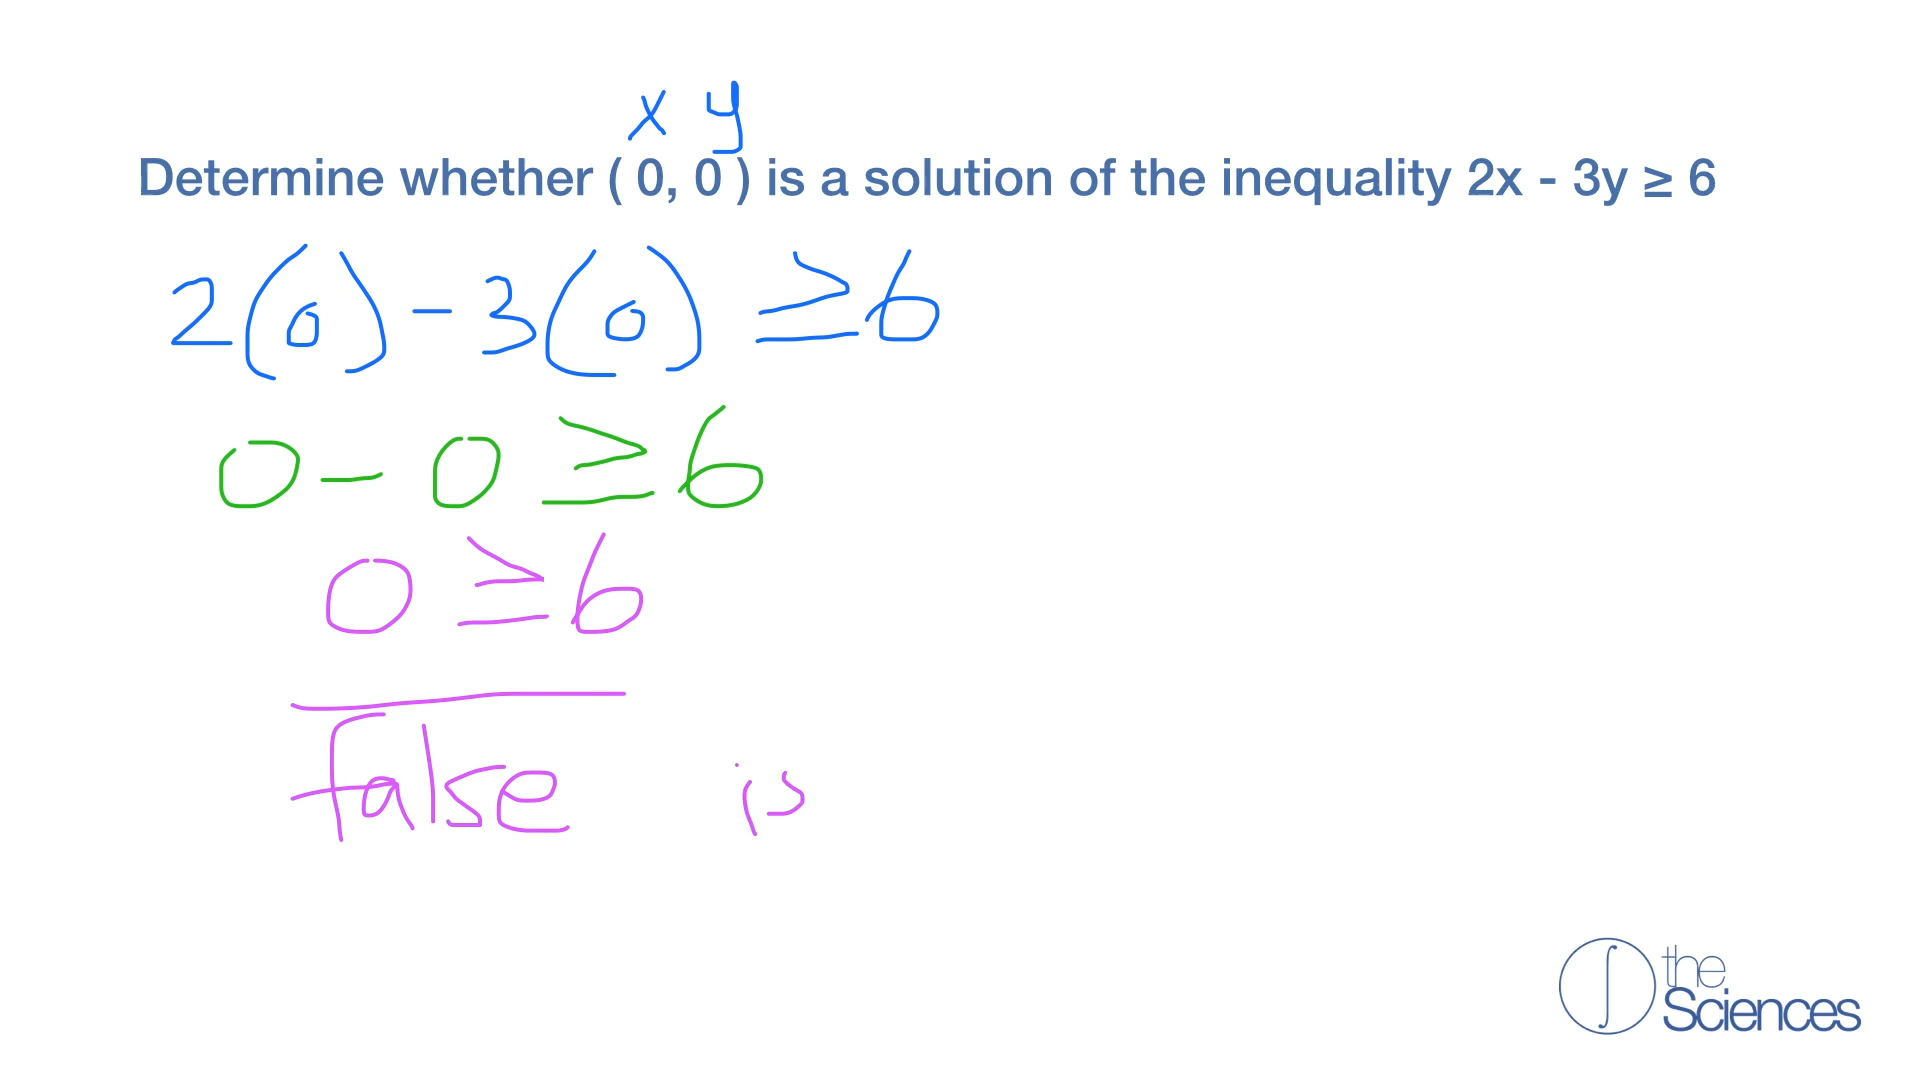 x y
Determine whether ( 0, 0 ) is a solution of the inequality 2x - 3y ≥ 6
2(0) - 3(0) ≥ 6
0 - 0 ≥ 6
0 ≥ 6
false is
the
Sciences